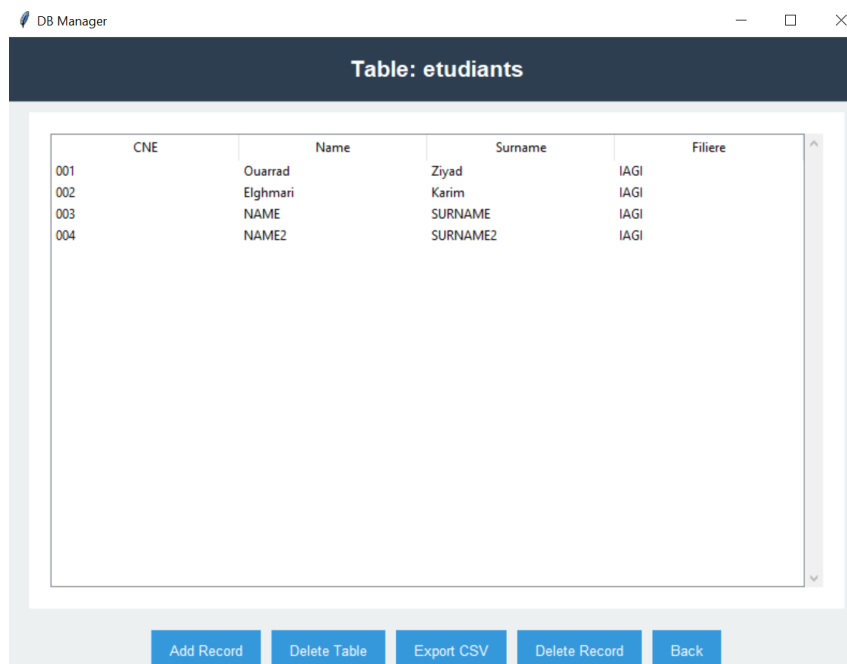 DB Manager
Table: etudiants
CNE Name Surname Filiere
001 Ouarrad Ziyad IAGI
002 Elghmari Karim IAGI
003 NAME SURNAME IAGI
004 NAME2 SURNAME2 IAGI
Add Record Delete Table Export CSV Delete Record Back